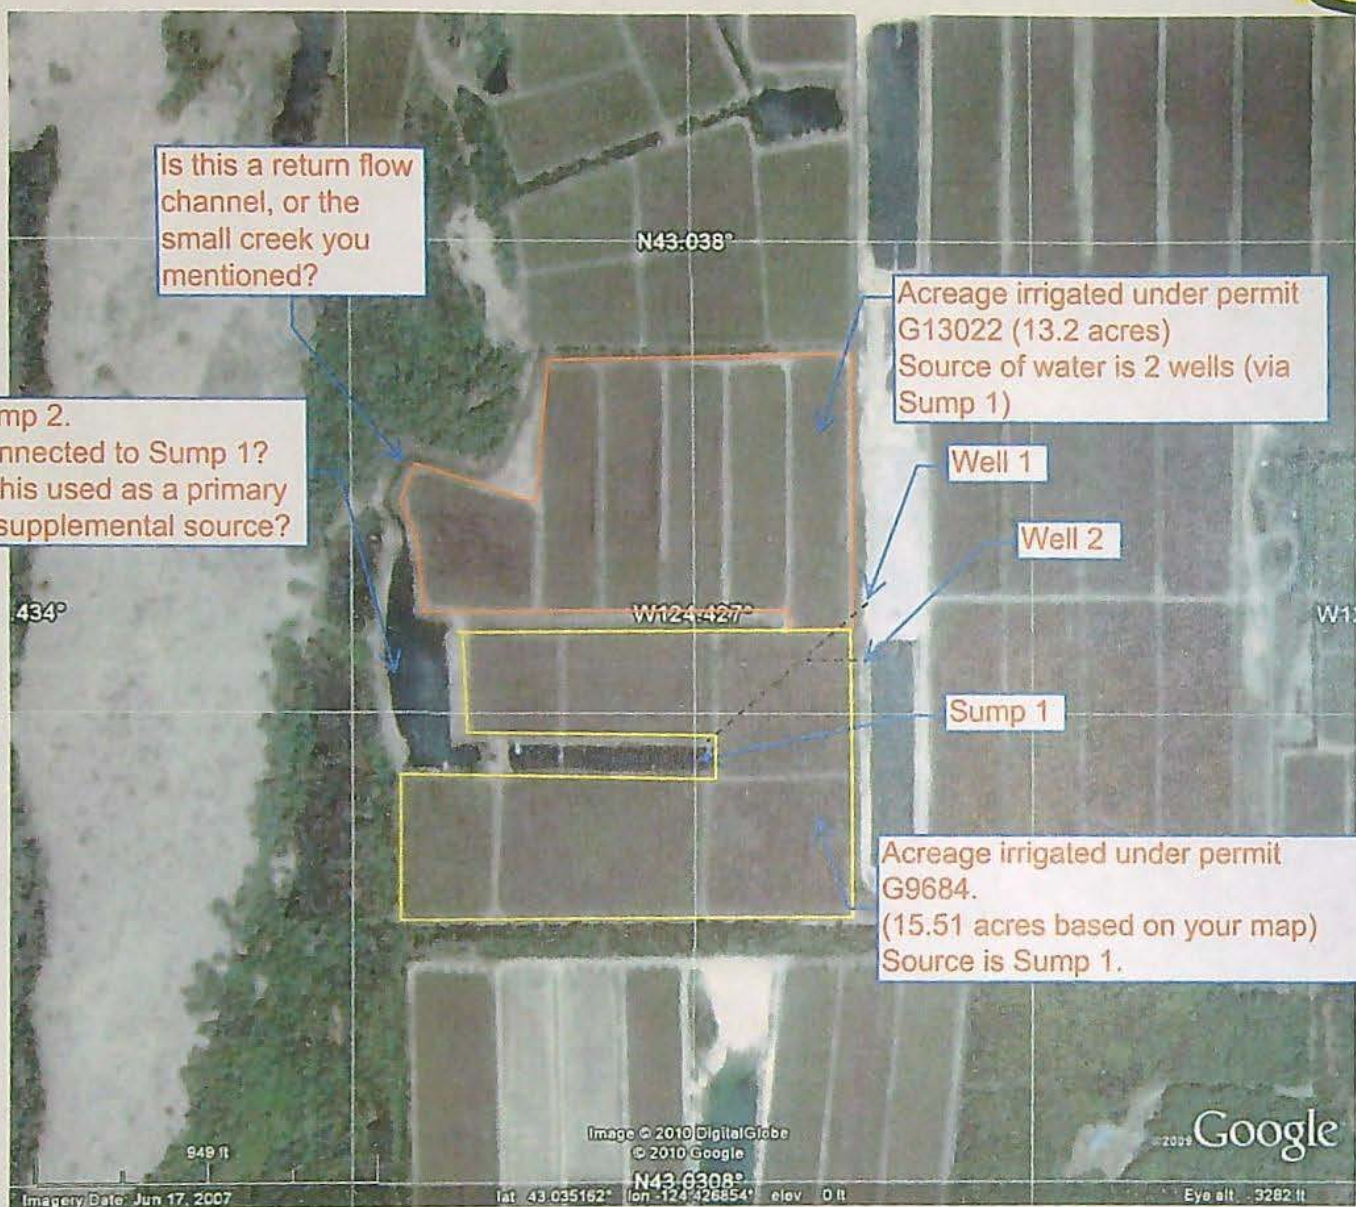 Is this a return flow
channel, or the
small creek you
mentioned?
N43.038°
Acreage irrigated under permit
G13022 (13.2 acres)
Source of water is 2 wells (via
Sump 1)
mp 2.
nnected to Sump 1?
his used as a primary
supplemental source?
Well 1
Well 2
.434°
W124.427°
W12
Sump 1
Acreage irrigated under permit
G9684.
(15.51 acres based on your map)
Source is Sump 1.
Image © 2010 DigitalGlobe
© 2010 Google
©2009 Google
949 ft
N43.0308°
Imagery Date: Jun 17, 2007
lat 43.035162° lon -124.426854° elev 0 ft
Eye alt 3282 ft